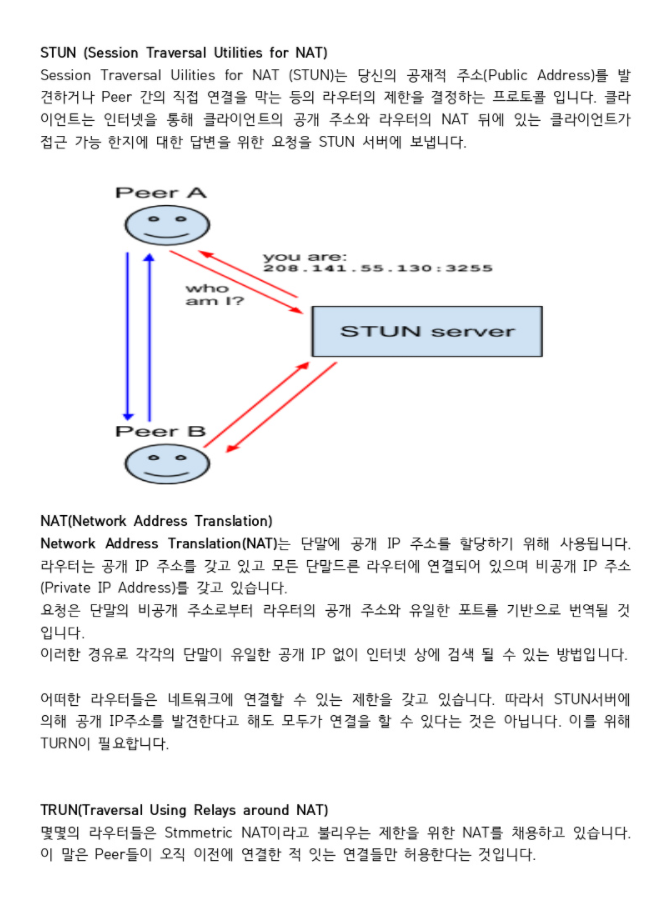 STUN (Session Traversal Utilities for NAT)
Session Traversal Uilities for NAT (STUN)는 당신의 공재적 주소(Public Address)를 발
견하거나 Peer 간의 직접 연결을 막는 등의 라우터의 제한을 결정하는 프로토콜 입니다. 클라
이언트는 인터넷을 통해 클라이언트의 공개 주소와 라우터의 NAT 뒤에 있는 클라이언트가
접근 가능 한지에 대한 답변을 위한 요청을 STUN 서버에 보냅니다.
Peer A
you are:
208.141.55.130:3255
who
am I?
STUN server
Peer B
NAT(Network Address Translation)
Network Address Translation(NAT)는 단말에 공개 IP 주소를 할당하기 위해 사용됩니다.
라우터는 공개 IP 주소를 갖고 있고 모든 단말드른 라우터에 연결되어 있으며 비공개 IP 주소
(Private IP Address)를 갖고 있습니다.
요청은 단말의 비공개 주소로부터 라우터의 공개 주소와 유일한 포트를 기반으로 번역될 것
입니다.
이러한 경유로 각각의 단말이 유일한 공개 IP 없이 인터넷 상에 검색 될 수 있는 방법입니다.
어떠한 라우터들은 네트워크에 연결할 수 있는 제한을 갖고 있습니다. 따라서 STUN서버에
의해 공개 IP주소를 발견한다고 해도 모두가 연결을 할 수 있다는 것은 아닙니다. 이를 위해
TURN이 필요합니다.
TRUN(Traversal Using Relays around NAT)
몇몇의 라우터들은 Stmmetric NAT이라고 불리우는 제한을 위한 NAT를 채용하고 있습니다.
이 말은 Peer들이 오직 이전에 연결한 적 잇는 연결들만 허용한다는 것입니다.